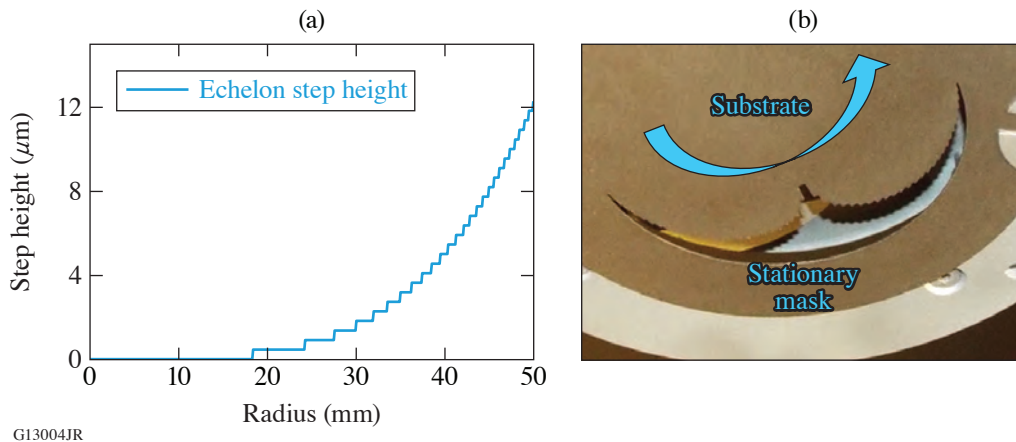 (a)
(b)
Echelon step height
Step height (μm)
12
8
4
0
0 10 20 30 40 50
Radius (mm)
Substrate
Stationary
mask
G13004JR